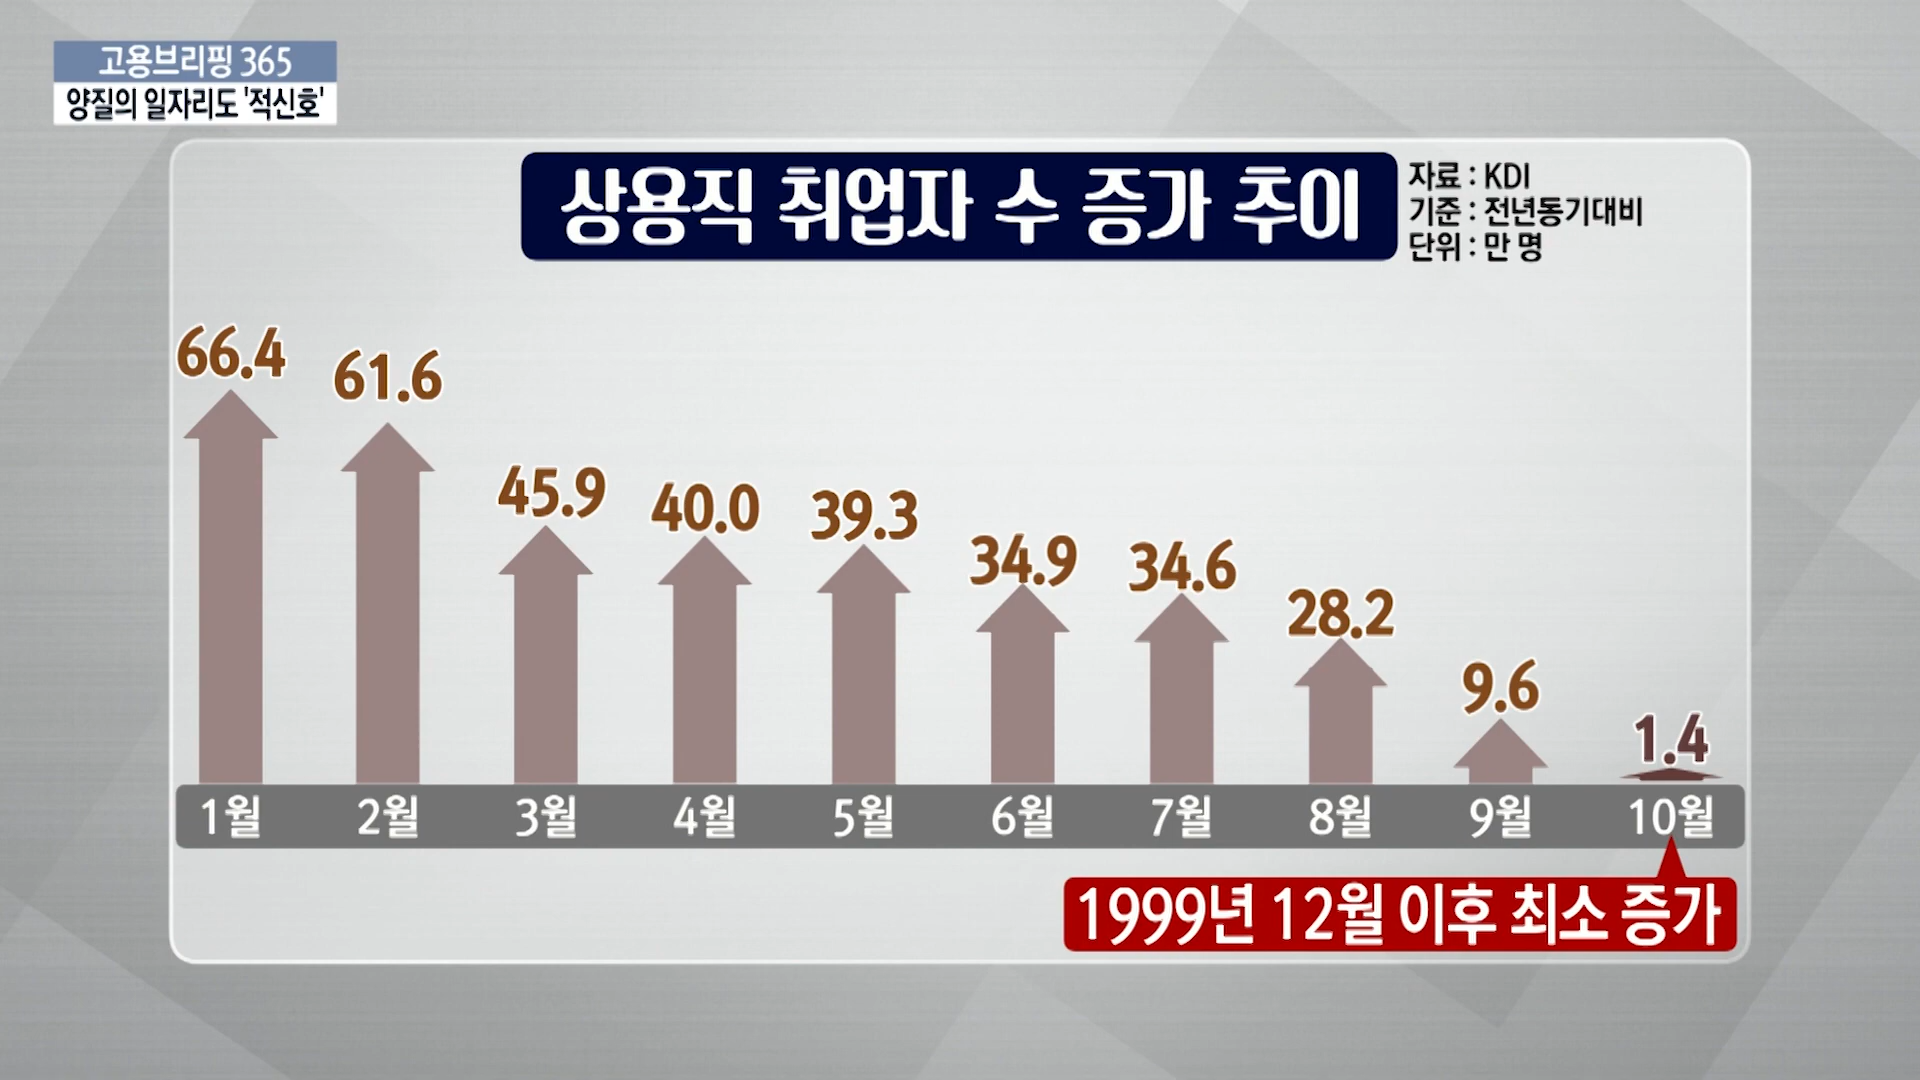 고용브리핑 365
양질의 일자리도 '적신호'
상용직 취업자 수 증가 추이
자료 : KDI
기준 : 전년동기대비
단위 : 만 명
66.4
61.6
45.9
40.0
39.3
34.9
34.6
28.2
9.6
1.4
1월
2월
3월
4월
5월
6월
7월
8월
9월
10월
1999년 12월 이후 최소 증가